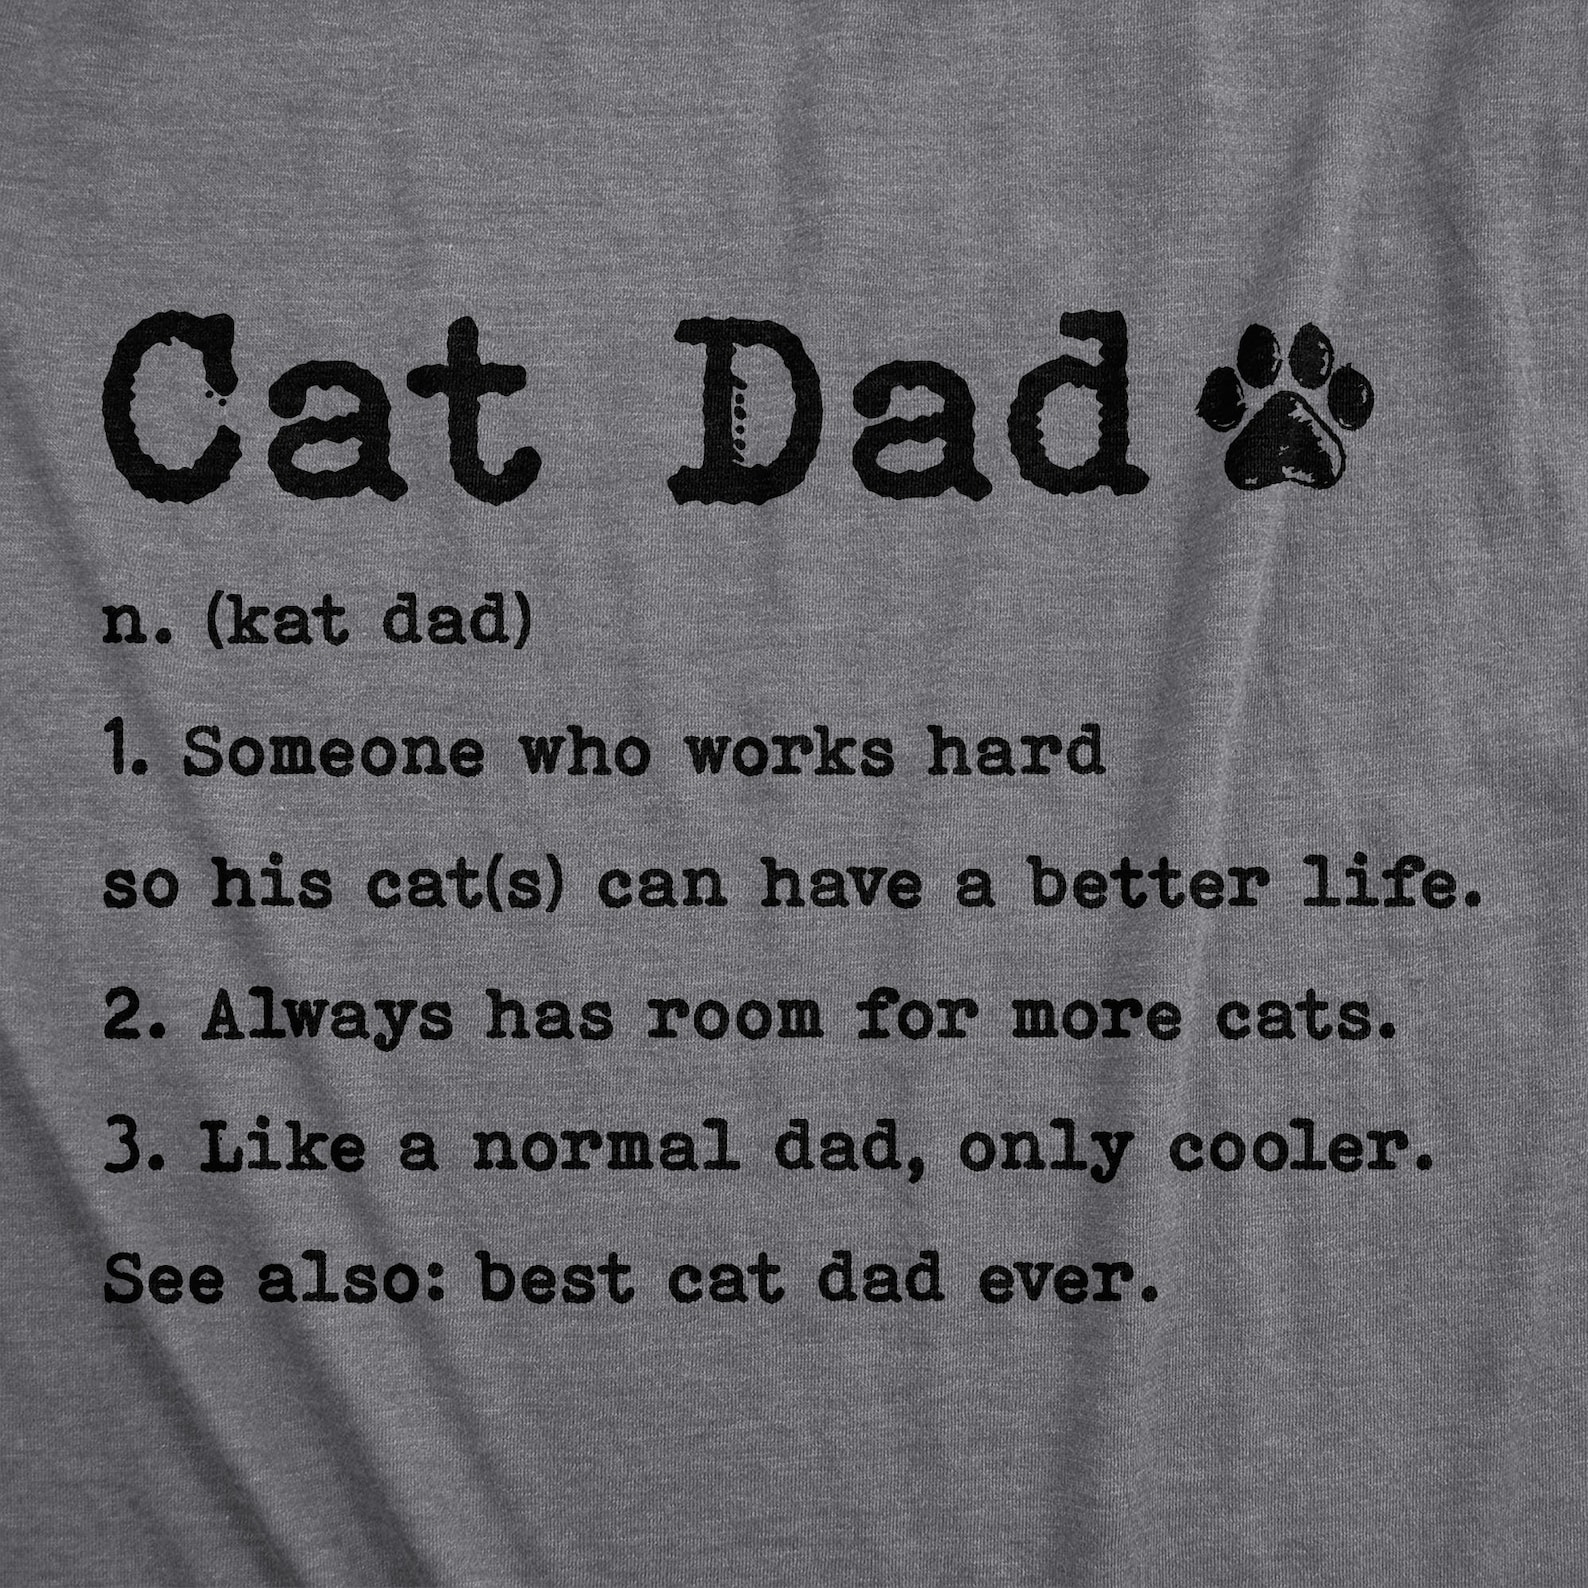 Cat Dad
n. (kat dad)
1. Someone who works hard
so his cat(s) can have a better life.
2. Always has room for more cats.
3. Like a normal dad, only cooler.
See also: best cat dad ever.